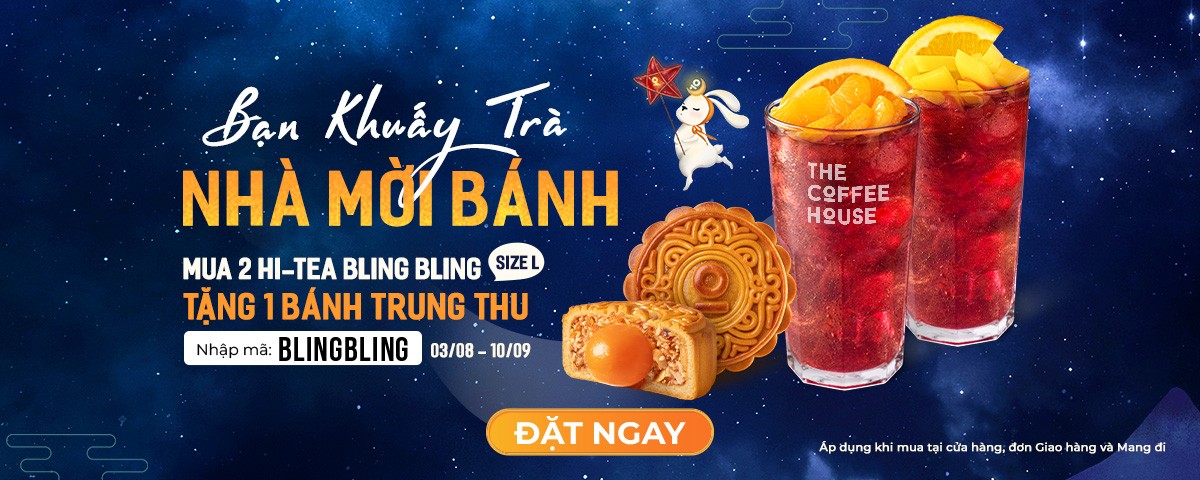 Bạn Khuấy Trà
NHÀ MỜI BÁNH
MUA 2 HI-TEA BLING BLING SIZE L
TẶNG 1 BÁNH TRUNG THU
Nhập mã: BLINGBLING 03/08 – 10/09
ĐẶT NGAY
THE
COFFEE
HOUSE
Áp dụng khi mua tại cửa hàng, đơn Giao hàng và Mang đi